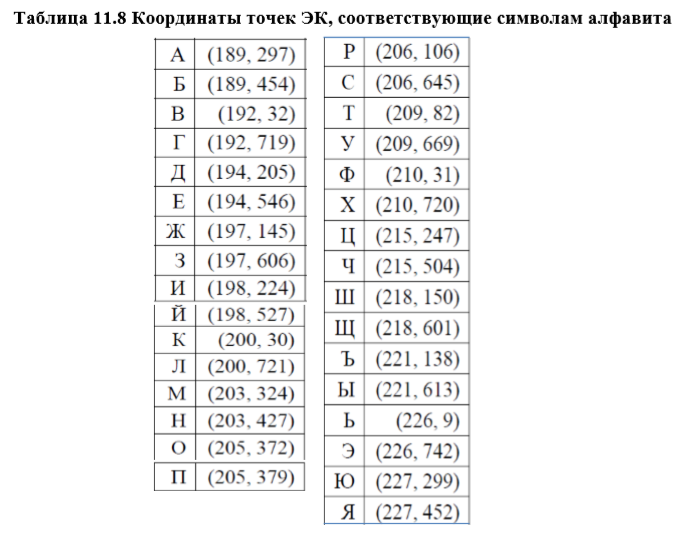 Таблица 11.8 Координаты точек ЭК, соответствующие символам алфавита
А (189, 297)
Б (189, 454)
В (192, 32)
Г (192, 719)
Д (194, 205)
Е (194, 546)
Ж (197, 145)
З (197, 606)
И (198, 224)
Й (198, 527)
К (200, 30)
Л (200, 721)
М (203, 324)
Н (203, 427)
О (205, 372)
П (205, 379)
Р (206, 106)
С (206, 645)
Т (209, 82)
У (209, 669)
Ф (210, 31)
Х (210, 720)
Ц (215, 247)
Ч (215, 504)
Ш (218, 150)
Щ (218, 601)
Ъ (221, 138)
Ы (221, 613)
Ь (226, 9)
Э (226, 742)
Ю (227, 299)
Я (227, 452)